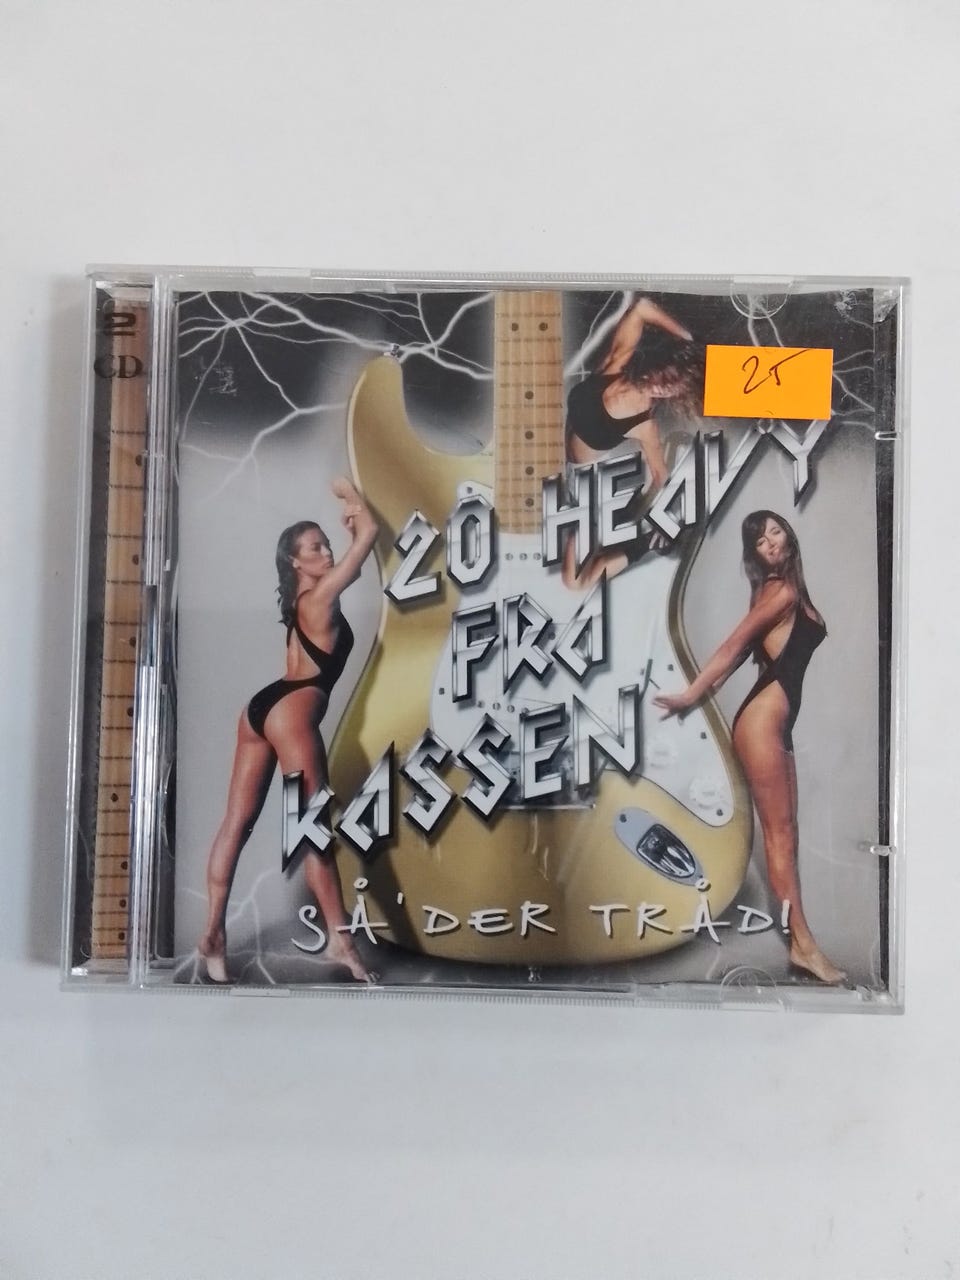 2
CD
25
20 HEAVY
FRA
KASSEN
SÅ'DER TRÅD!